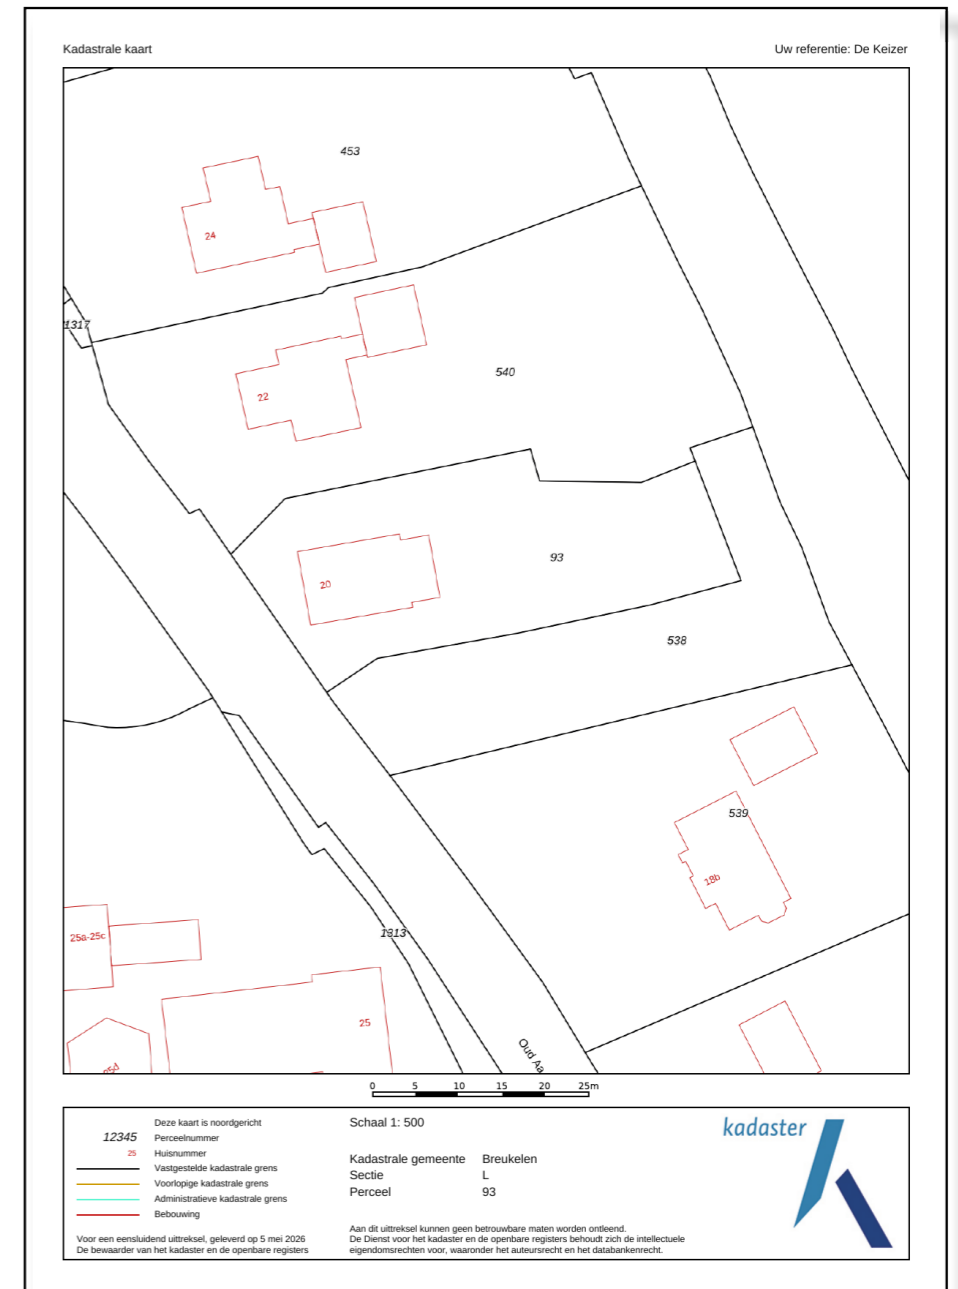 Kadastrale kaart
Uw referentie: De Keizer
453
24
1317
540
22
93
20
538
539
18b
1313
25a-25c
25
25d
Oud Aa
0 5 10 15 20 25m
Deze kaart is noordgericht
12345 Perceelnummer
25 Huisnummer
Vastgestelde kadastrale grens
Voorlopige kadastrale grens
Administratieve kadastrale grens
Bebouwing
Voor een eensluidend uittreksel, geleverd op 5 mei 2026
De bewaarder van het kadaster en de openbare registers
Schaal 1: 500
Kadastrale gemeente Breukelen
Sectie L
Perceel 93
Aan dit uittreksel kunnen geen betrouwbare maten worden ontleend.
De Dienst voor het kadaster en de openbare registers behoudt zich de intellectuele
eigendomsrechten voor, waaronder het auteursrecht en het databankenrecht.
kadaster